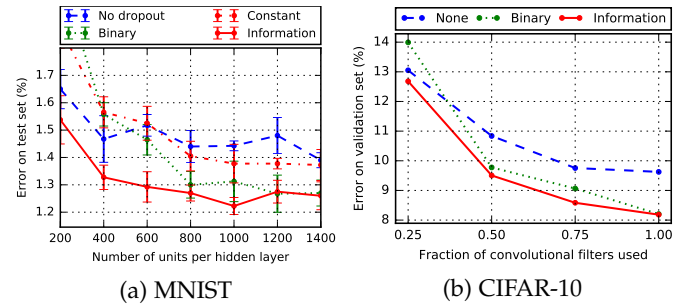 No dropout Constant
Binary Information
1.7
1.6
1.5
1.4
1.3
1.2
200 400 600 800 1000 1200 1400
Error on test set (%)
Number of units per hidden layer
(a) MNIST
None Binary Information
14
13
12
11
10
9
8
0.25 0.50 0.75 1.00
Error on validation set (%)
Fraction of convolutional filters used
(b) CIFAR-10